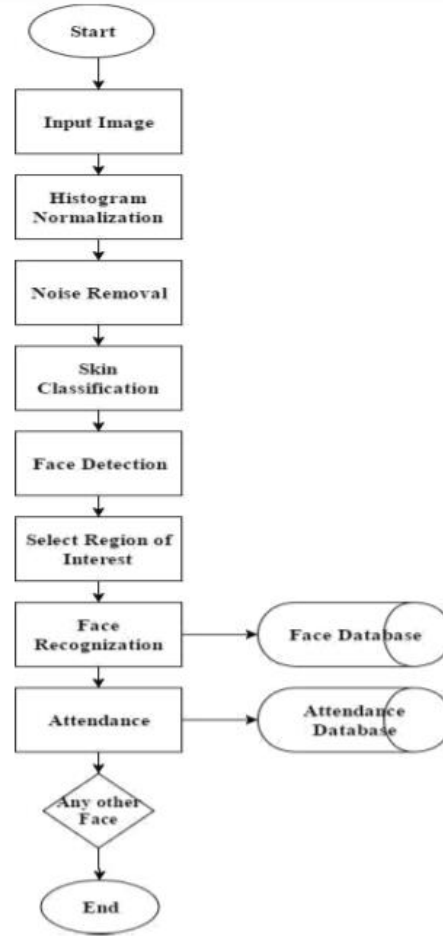 Start
Input Image
Histogram
Normalization
Noise Removal
Skin
Classification
Face Detection
Select Region of
Interest
Face
Recognization
Face Database
Attendance
Attendance
Database
Any other
Face
End